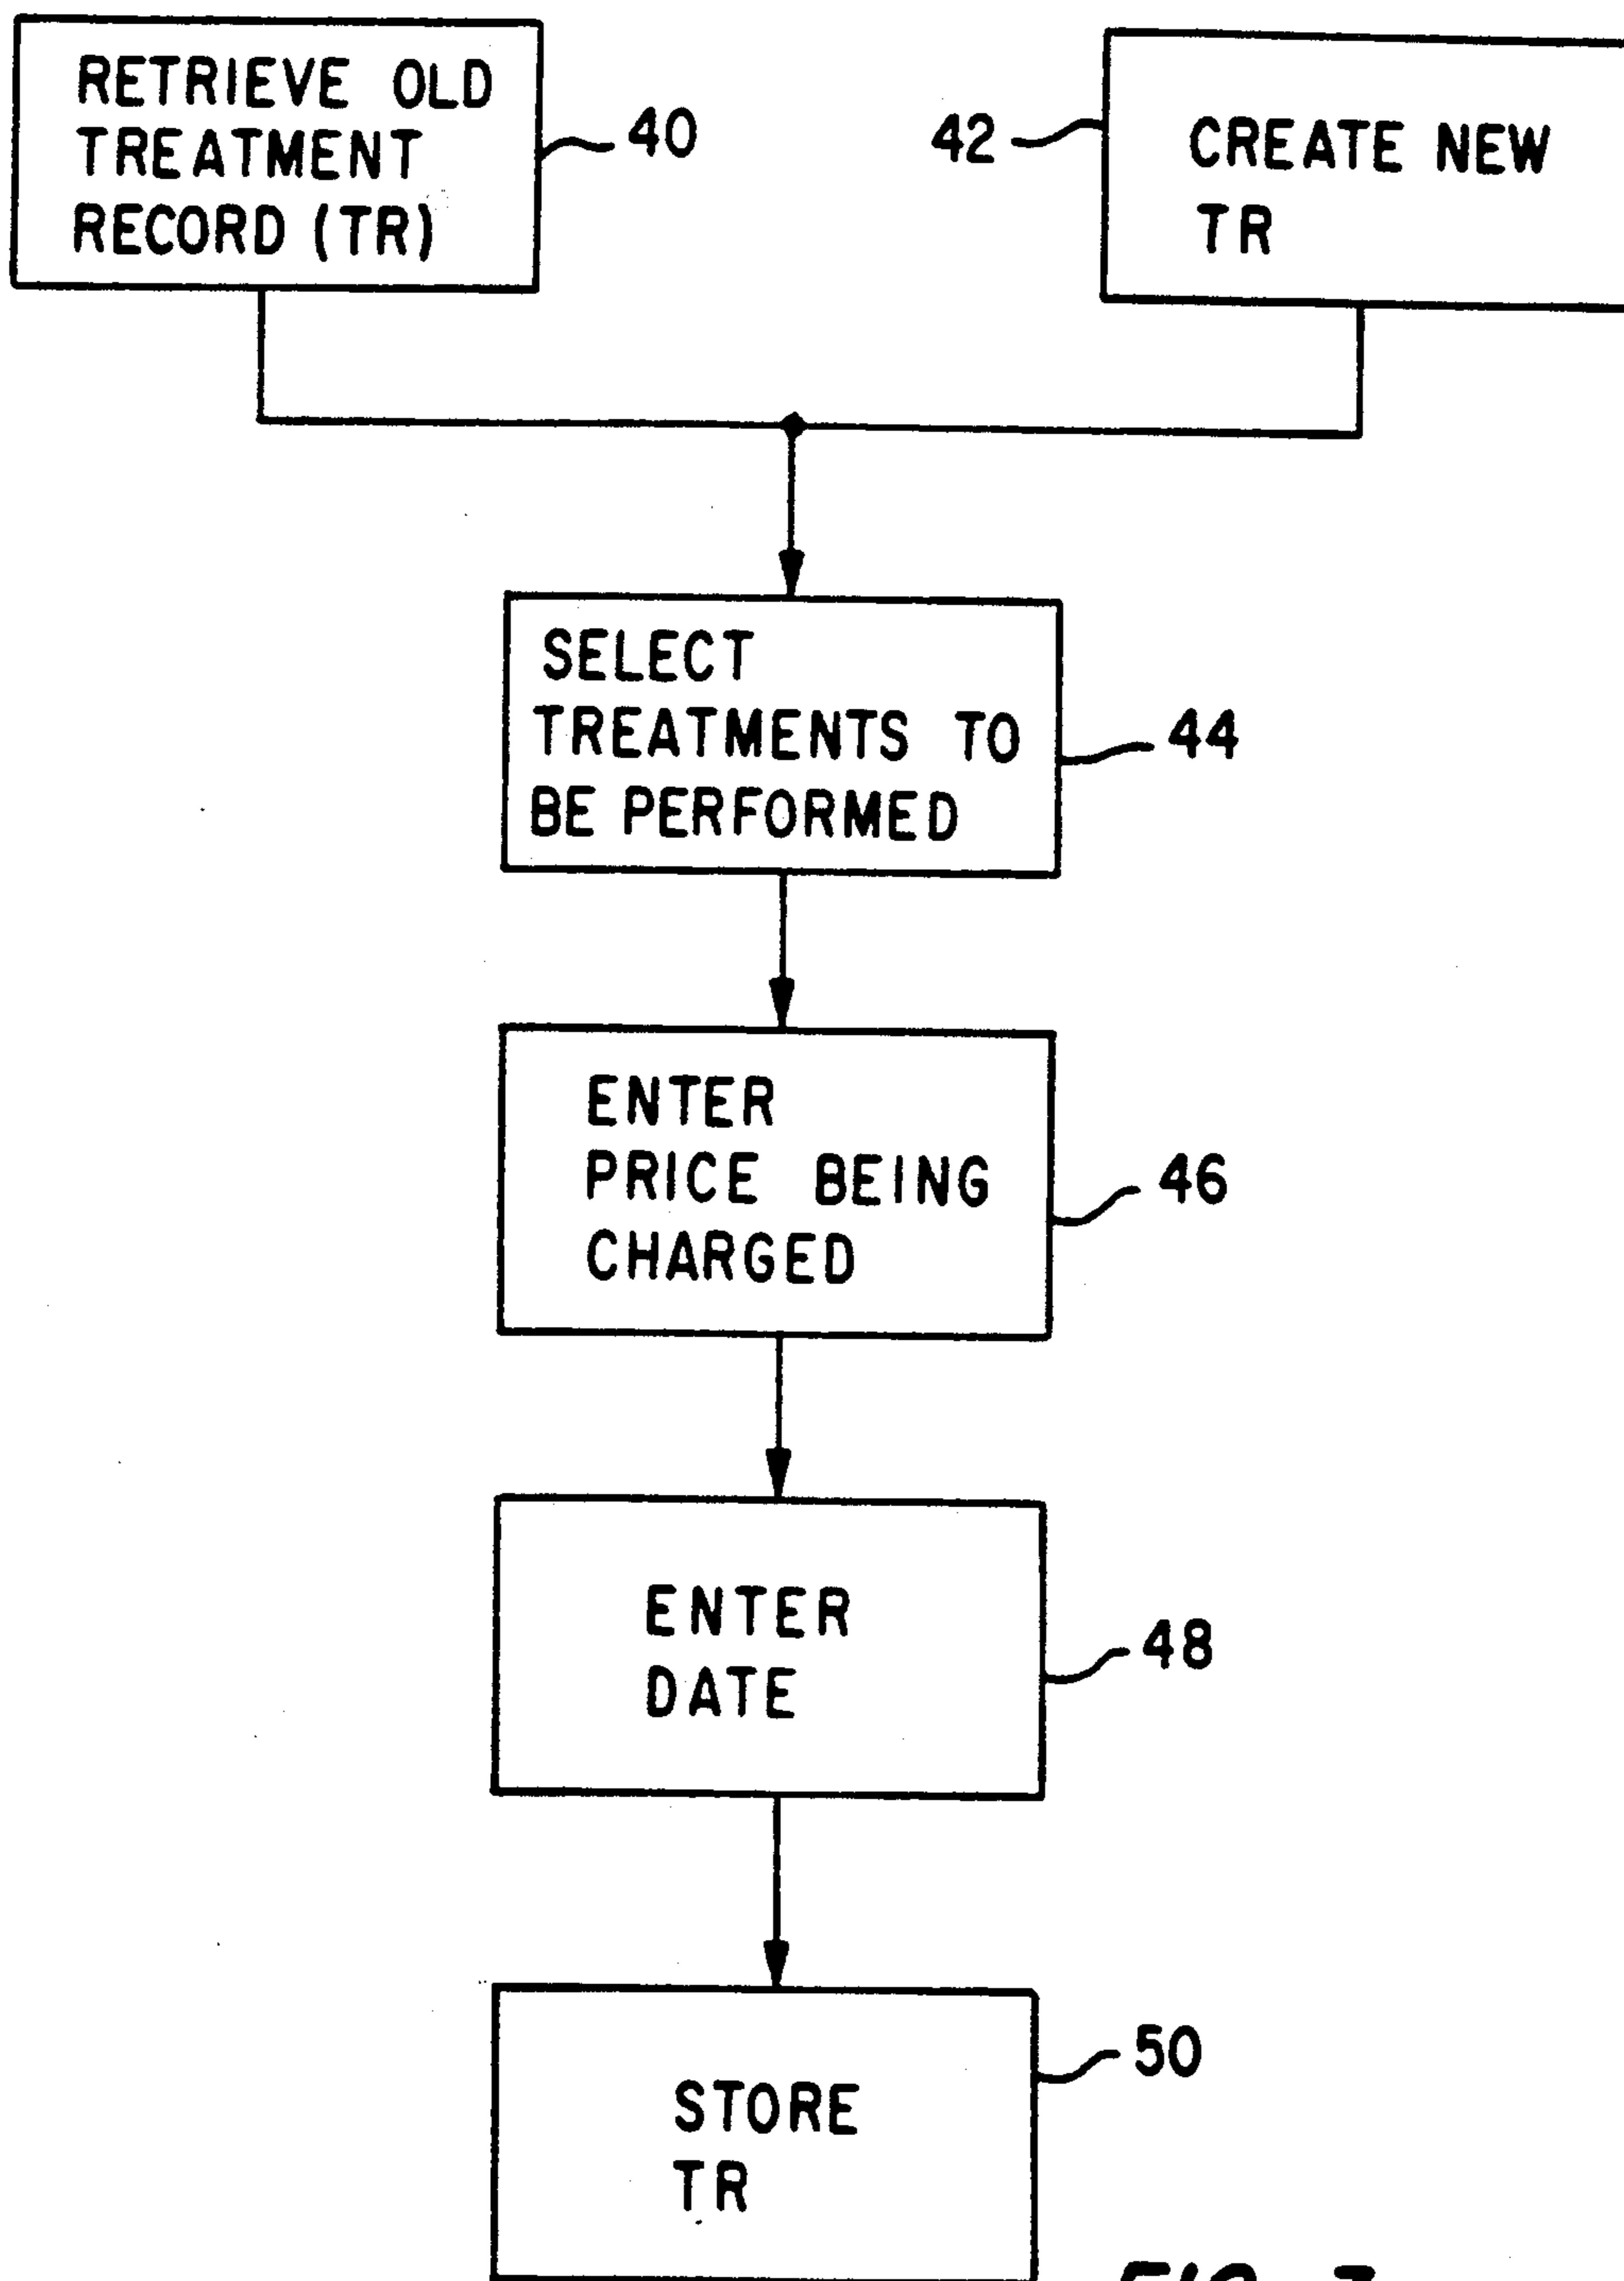 RETRIEVE OLD
TREATMENT
RECORD (TR)
40
42
CREATE NEW
TR
SELECT
TREATMENTS TO
BE PERFORMED
44
ENTER
PRICE BEING
CHARGED
46
ENTER
DATE
48
STORE
TR
50